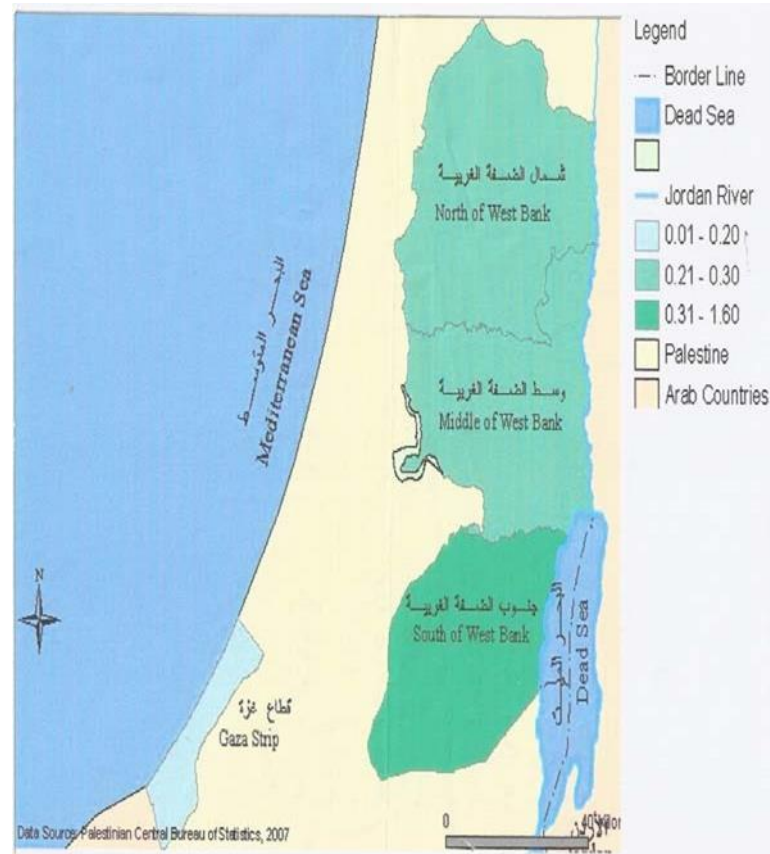 شمال الضفة الغربية
North of West Bank
البحر المتوسط
Mediterranean Sea
وسط الضفة الغربية
Middle of West Bank
جنوب الضفة الغربية
South of West Bank
البحر الميت
Dead Sea
N
قطاع غزة
Gaza Strip
0
Data Source: Palestinian Central Bureau of Statistics, 2007
Legend
Border Line
Dead Sea
Jordan River
0.01 - 0.20
0.21 - 0.30
0.31 - 1.60
Palestine
Arab Countries